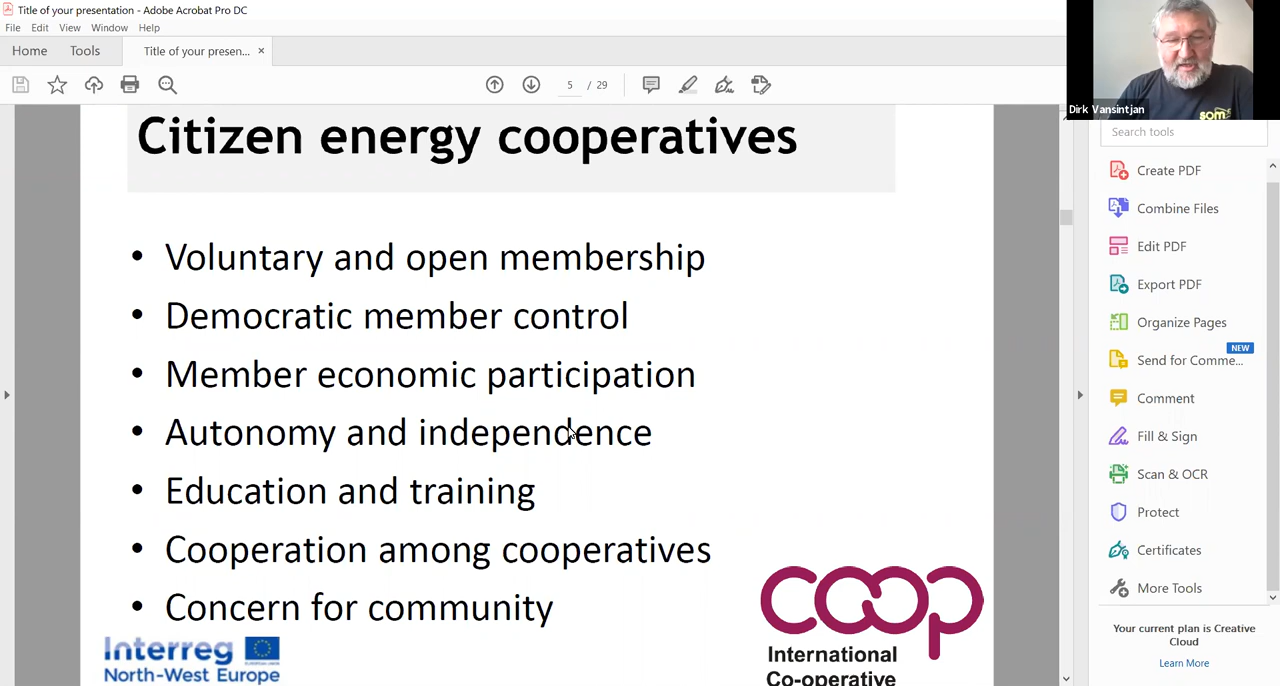 Title of your presentation - Adobe Acrobat Pro DC
File Edit View Window Help
Home Tools Title of your presen... ×
5 / 29
Dirk Vansintjan
som
Citizen energy cooperatives
• Voluntary and open membership
• Democratic member control
• Member economic participation
• Autonomy and independence
• Education and training
• Cooperation among cooperatives
• Concern for community
Interreg
EUROPEAN UNION
North-West Europe
coop
International
Co-operative
Search tools
Create PDF
Combine Files
Edit PDF
Export PDF
Organize Pages
NEW
Send for Comme...
Comment
Fill & Sign
Scan & OCR
Protect
Certificates
More Tools
Your current plan is Creative
Cloud
Learn More